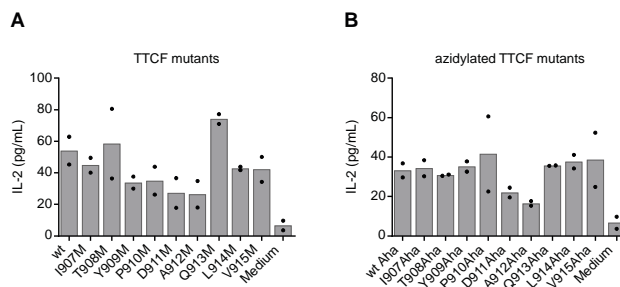 A
TTCF mutants
IL-2 (pg/mL)
100
80
60
40
20
0
wt
I907M
T908M
Y909M
P910M
D911M
A912M
Q913M
L914M
V915M
Medium
B
azidylated TTCF mutants
IL-2 (pg/mL)
80
60
40
20
0
wt Aha
I907Aha
T908Aha
Y909Aha
P910Aha
D911Aha
A912Aha
Q913Aha
L914Aha
V915Aha
Medium